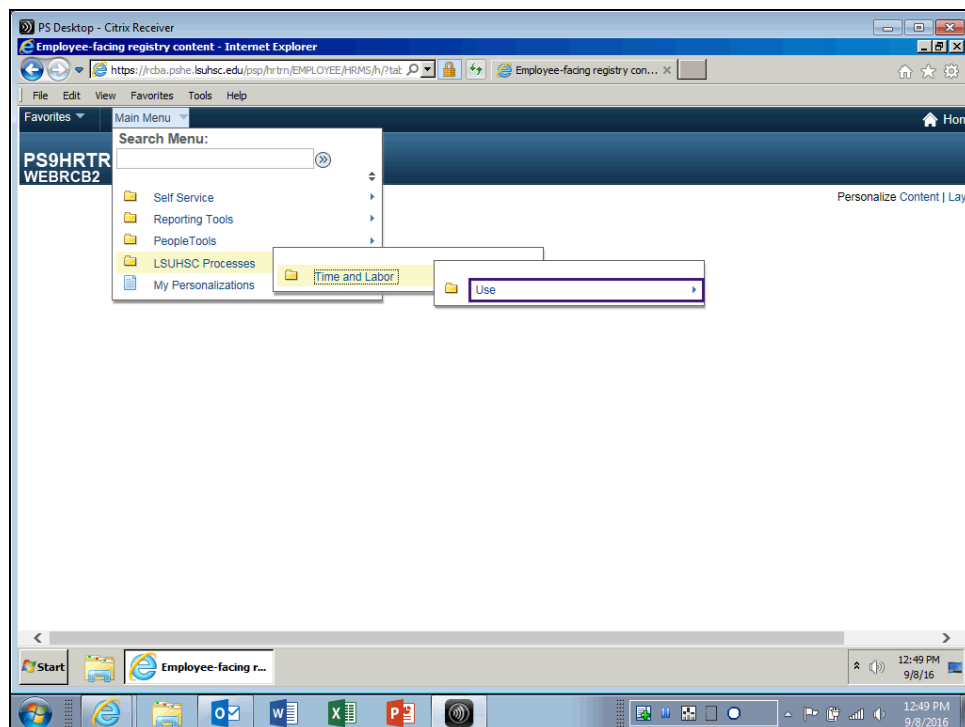 PS Desktop - Citrix Receiver
Employee-facing registry content - Internet Explorer
https://rcba.pshe.lsuhsc.edu/psp/hrtrn/EMPLOYEE/HRMS/h/?tab
Employee-facing registry con...
File Edit View Favorites Tools Help
Favorites Main Menu Hom
Search Menu:
PS9HRTR
WEBRCB2
Self Service
Personalize Content | Lay
Reporting Tools
PeopleTools
LSUHSC Processes
Time and Labor
My Personalizations
Use
Start
Employee-facing r...
12:49 PM
9/8/16
12:49 PM
9/8/2016